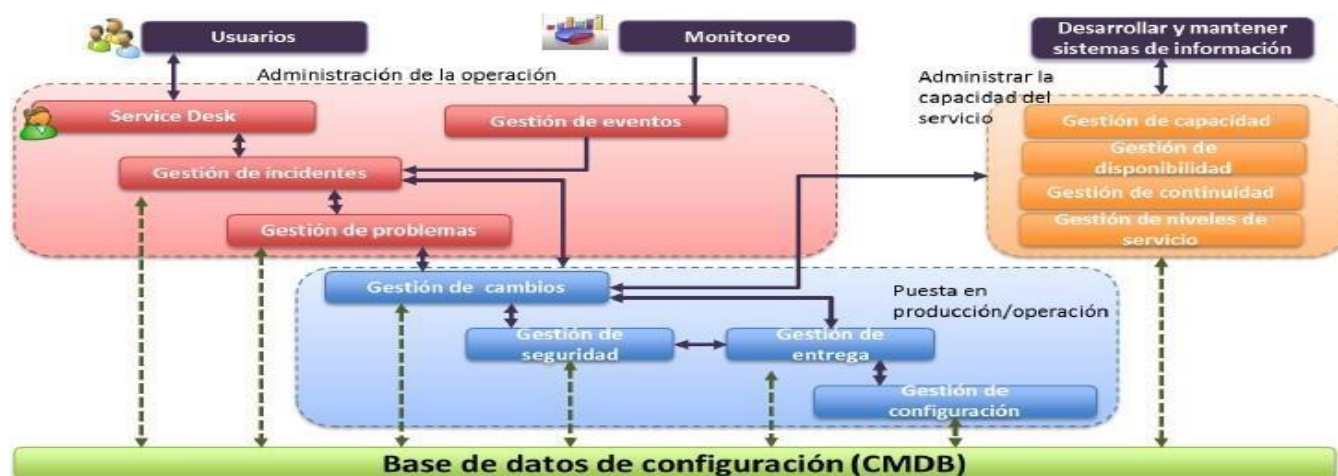 Usuarios
Monitoreo
Desarrollar y mantener
sistemas de información
Administración de la operación
Administrar la
capacidad del
servicio
Service Desk
Gestión de eventos
Gestión de capacidad
Gestión de
disponibilidad
Gestión de incidentes
Gestión de continuidad
Gestión de problemas
Gestión de niveles de
servicio
Gestión de cambios
Puesta en
producción/operación
Gestión de
seguridad
Gestión de
entrega
Gestión de
configuración
Base de datos de configuración (CMDB)